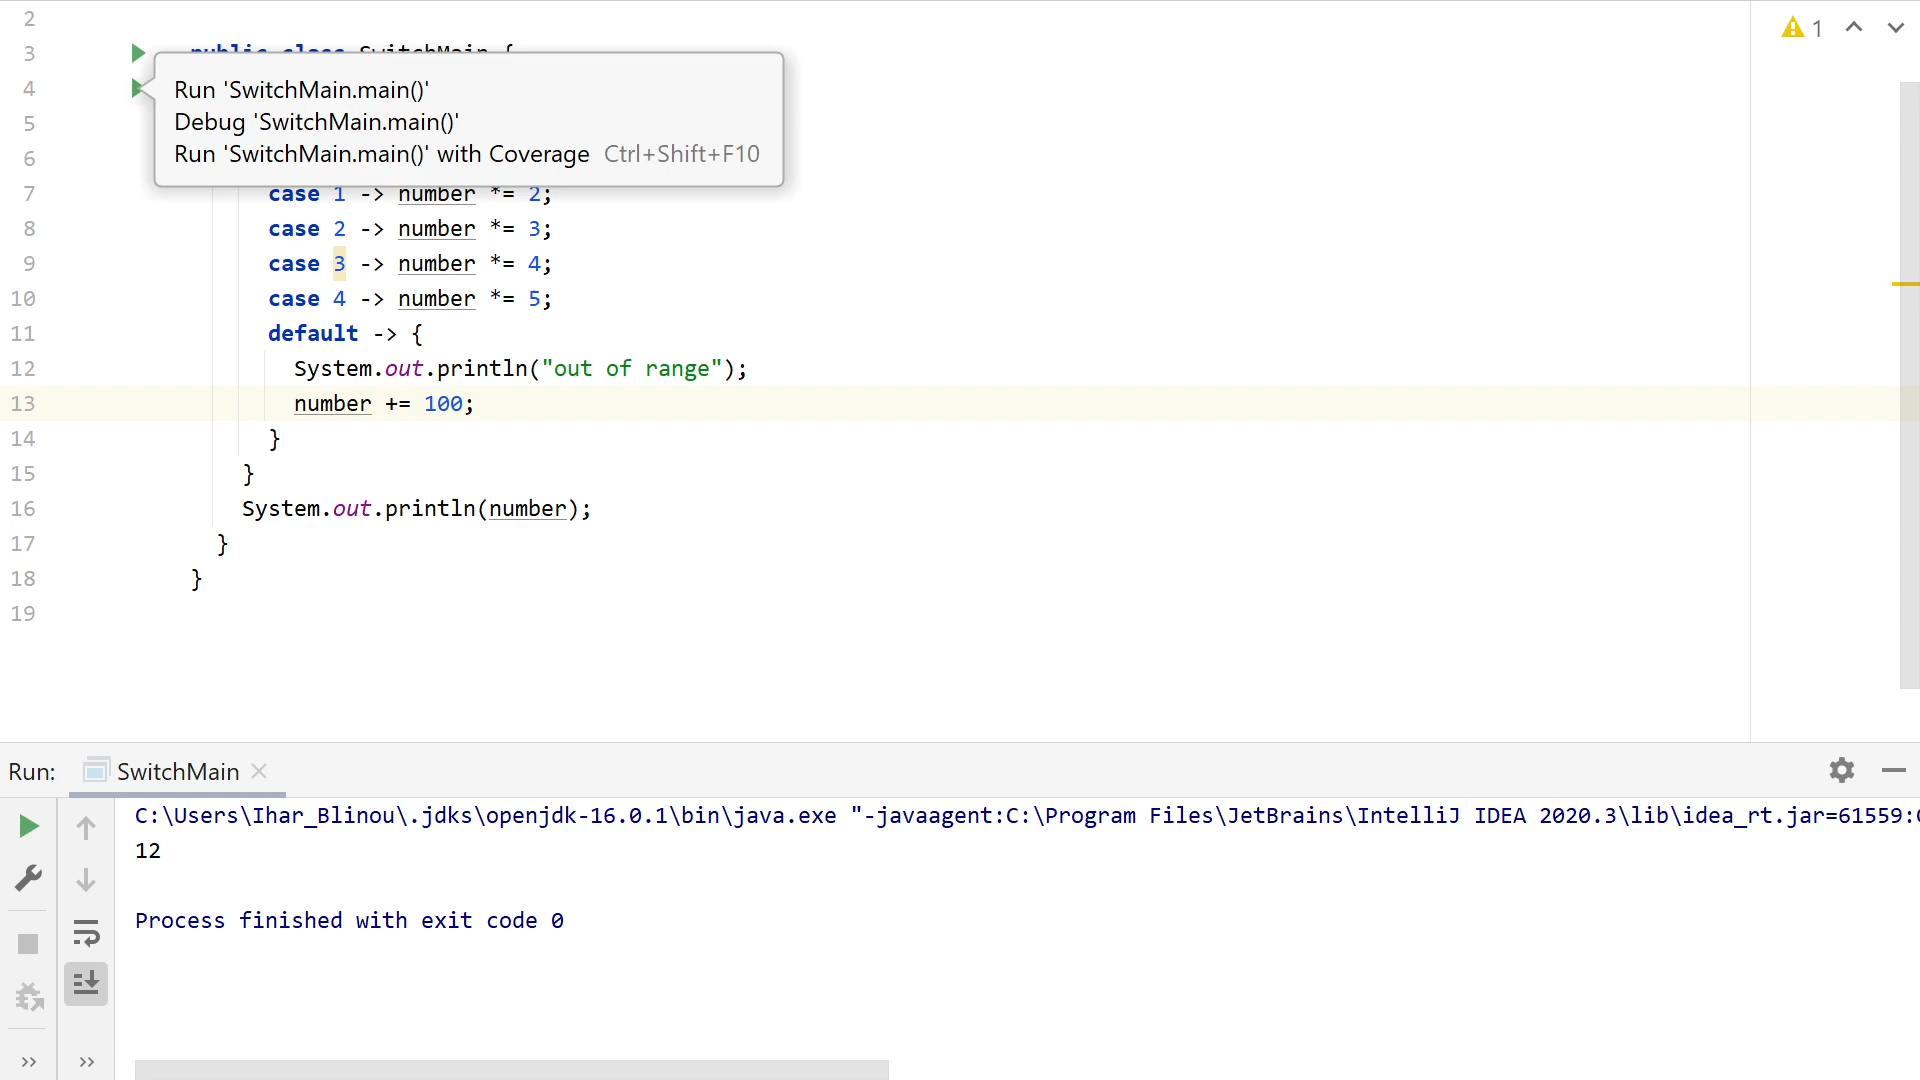 2
3 public class SwitchMain {
4 Run 'SwitchMain.main()'
5 Debug 'SwitchMain.main()'
6 Run 'SwitchMain.main()' with Coverage Ctrl+Shift+F10
7 case 1 -> number *= 2;
8 case 2 -> number *= 3;
9 case 3 -> number *= 4;
10 case 4 -> number *= 5;
11 default -> {
12 System.out.println("out of range");
13 number += 100;
14 }
15 }
16 System.out.println(number);
17 }
18 }
19
1
Run: SwitchMain
C:\Users\Ihar_Blinou\.jdks\openjdk-16.0.1\bin\java.exe "-javaagent:C:\Program Files\JetBrains\IntelliJ IDEA 2020.3\lib\idea_rt.jar=61559:
12
Process finished with exit code 0